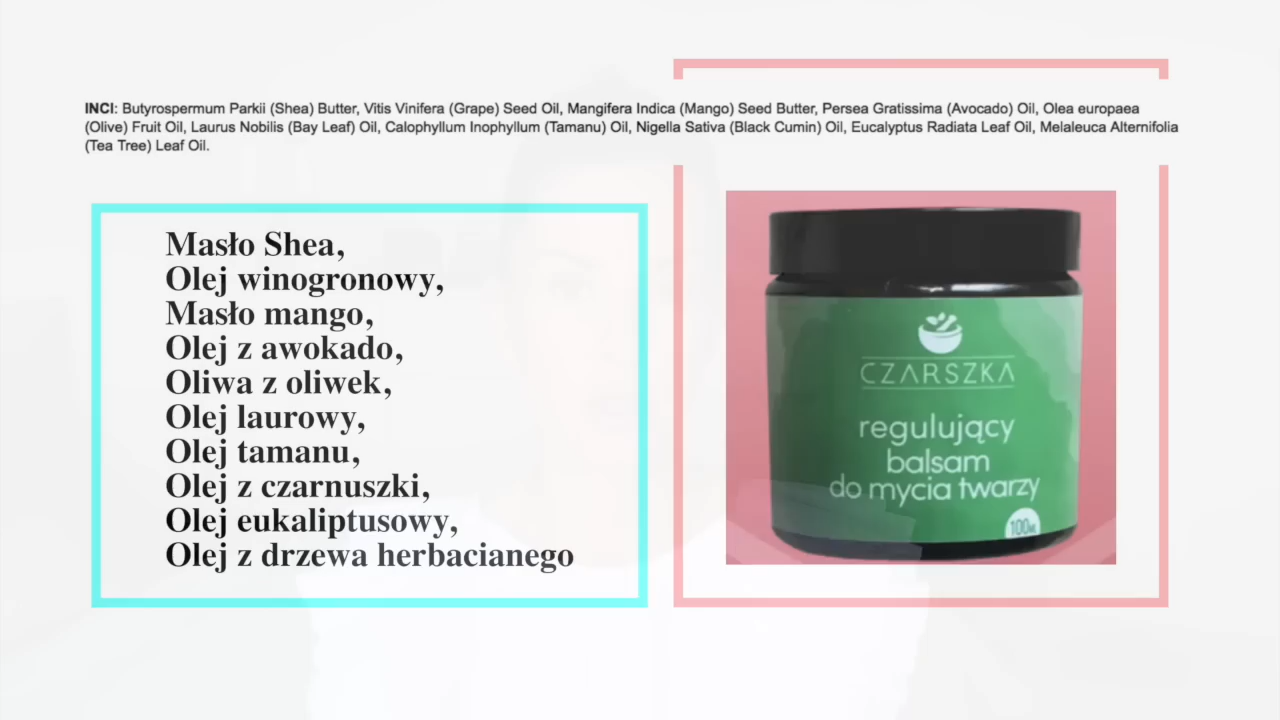 INCI: Butyrospermum Parkii (Shea) Butter, Vitis Vinifera (Grape) Seed Oil, Mangifera Indica (Mango) Seed Butter, Persea Gratissima (Avocado) Oil, Olea europaea
(Olive) Fruit Oil, Laurus Nobilis (Bay Leaf) Oil, Calophyllum Inophyllum (Tamanu) Oil, Nigella Sativa (Black Cumin) Oil, Eucalyptus Radiata Leaf Oil, Melaleuca Alternifolia
(Tea Tree) Leaf Oil.
Masło Shea,
Olej winogronowy,
Masło mango,
Olej z awokado,
Oliwa z oliwek,
Olej laurowy,
Olej tamanu,
Olej z czarnuszki,
Olej eukaliptusowy,
Olej z drzewa herbacianego
CZARSZKA
regulujący
balsam
do mycia twarzy
100ml